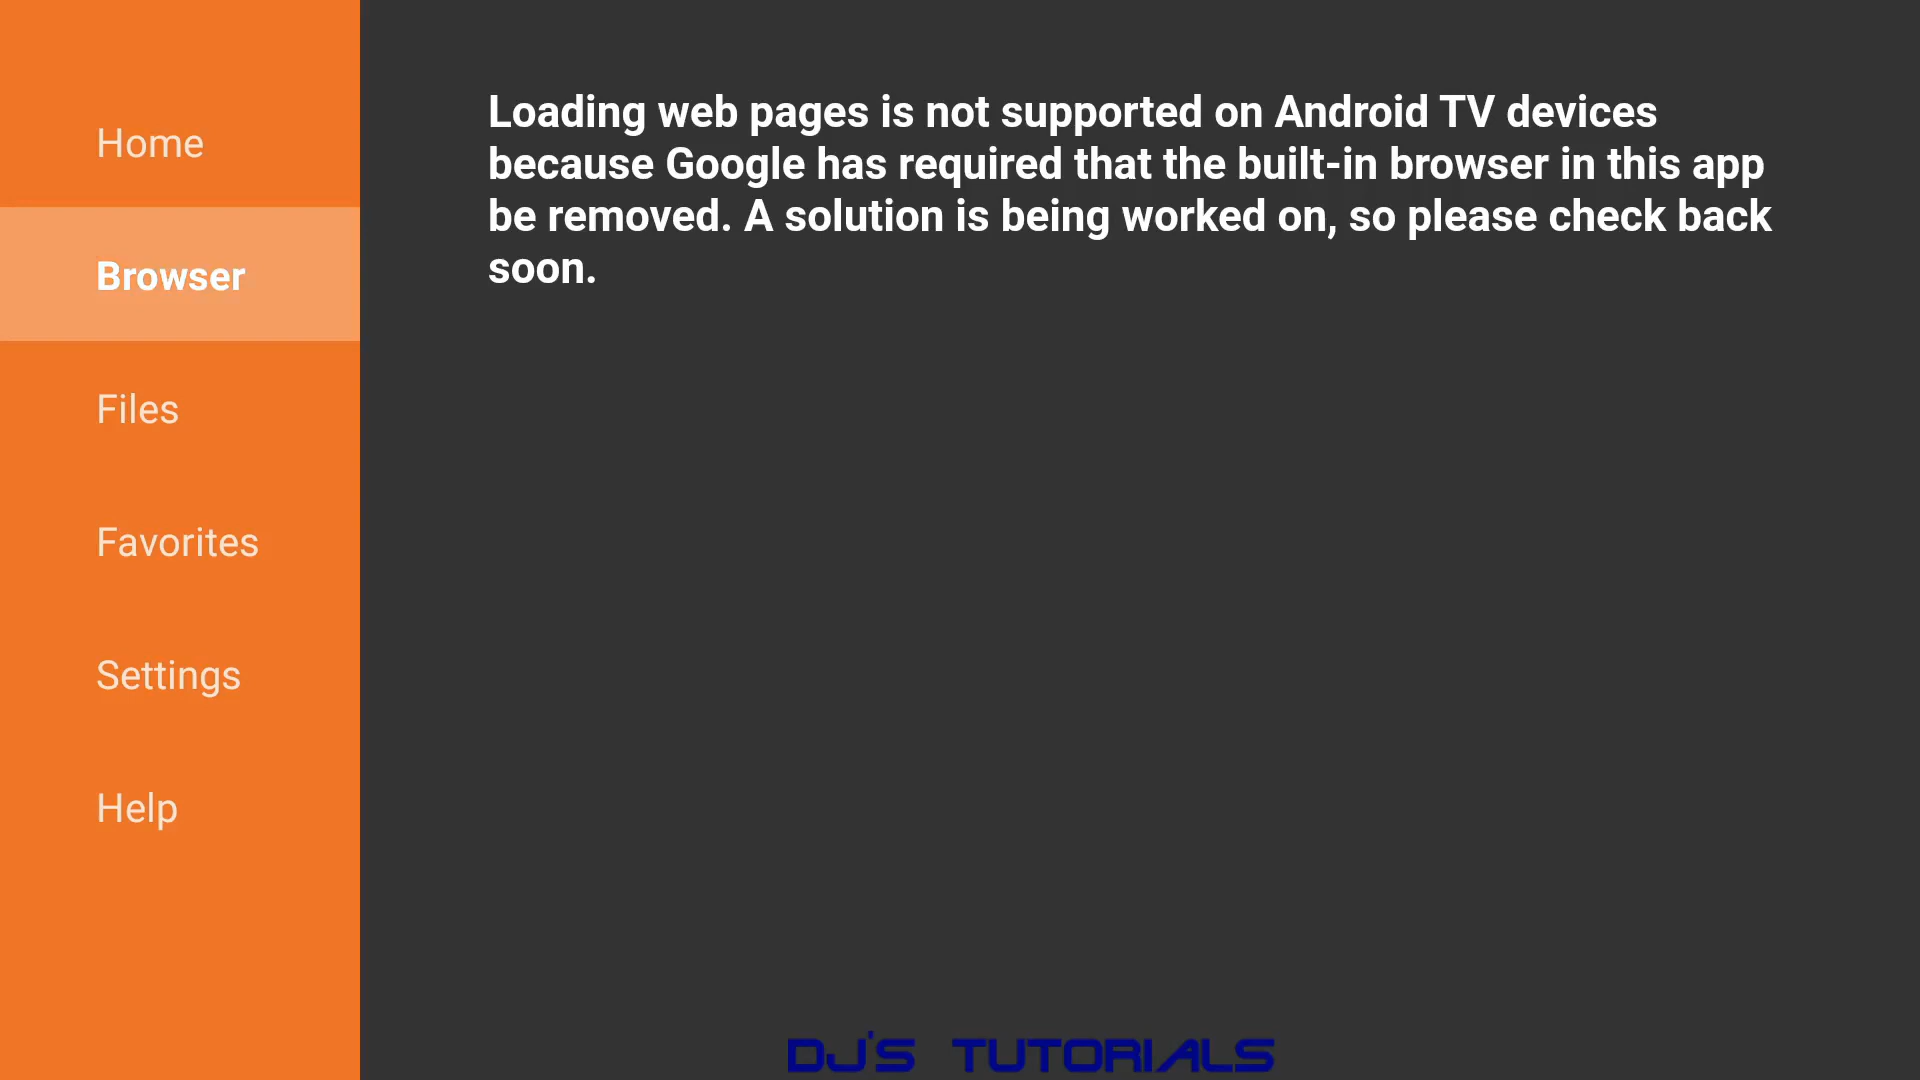 Home
Browser
Files
Favorites
Settings
Help
Loading web pages is not supported on Android TV devices
because Google has required that the built-in browser in this app
be removed. A solution is being worked on, so please check back
soon.
DJ'S TUTORIALS